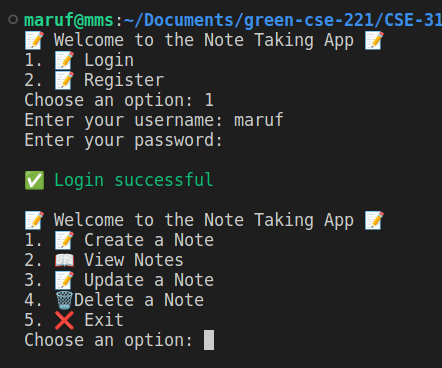 maruf@mms:~/Documents/green-cse-221/CSE-31
📝 Welcome to the Note Taking App 📝
1. 📝 Login
2. 📝 Register
Choose an option: 1
Enter your username: maruf
Enter your password:
✅ Login successful
📝 Welcome to the Note Taking App 📝
1. 📝 Create a Note
2. 📖 View Notes
3. 📝 Update a Note
4. 🗑️Delete a Note
5. ❌ Exit
Choose an option: